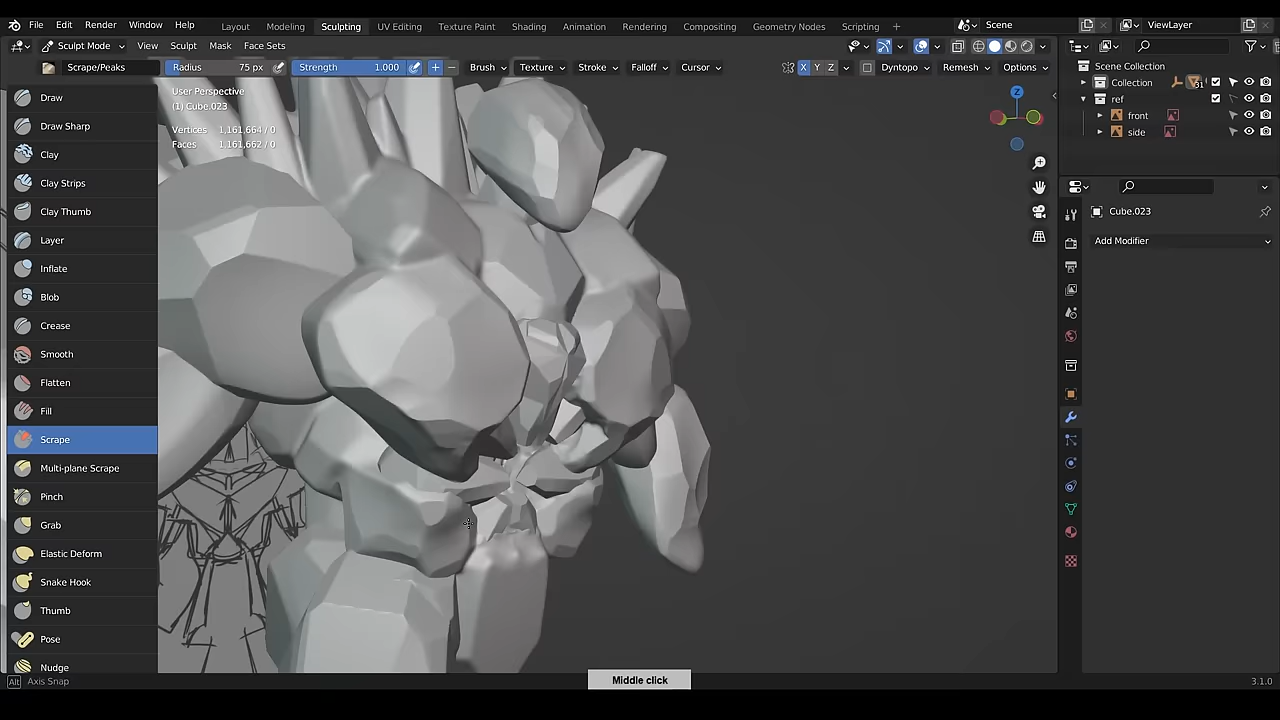 File Edit Render Window Help Layout Modeling Sculpting UV Editing Texture Paint Shading Animation Rendering Compositing Geometry Nodes Scripting + Scene ViewLayer
Sculpt Mode View Sculpt Mask Face Sets
Scrape/Peaks Radius 75 px Strength 1.000 Brush Texture Stroke Falloff Cursor X Y Z Dyntopo Remesh Options
Scene Collection
Collection 31
ref
front
side
User Perspective
(1) Cube.023
Vertices 1,161,664 / 0
Faces 1,161,662 / 0
Z
Draw
Draw Sharp
Clay
Clay Strips
Clay Thumb
Layer
Inflate
Blob
Crease
Smooth
Flatten
Fill
Scrape
Multi-plane Scrape
Pinch
Grab
Elastic Deform
Snake Hook
Thumb
Pose
Nudge
Cube.023
Add Modifier
Middle click
Alt Axis Snap
3.1.0